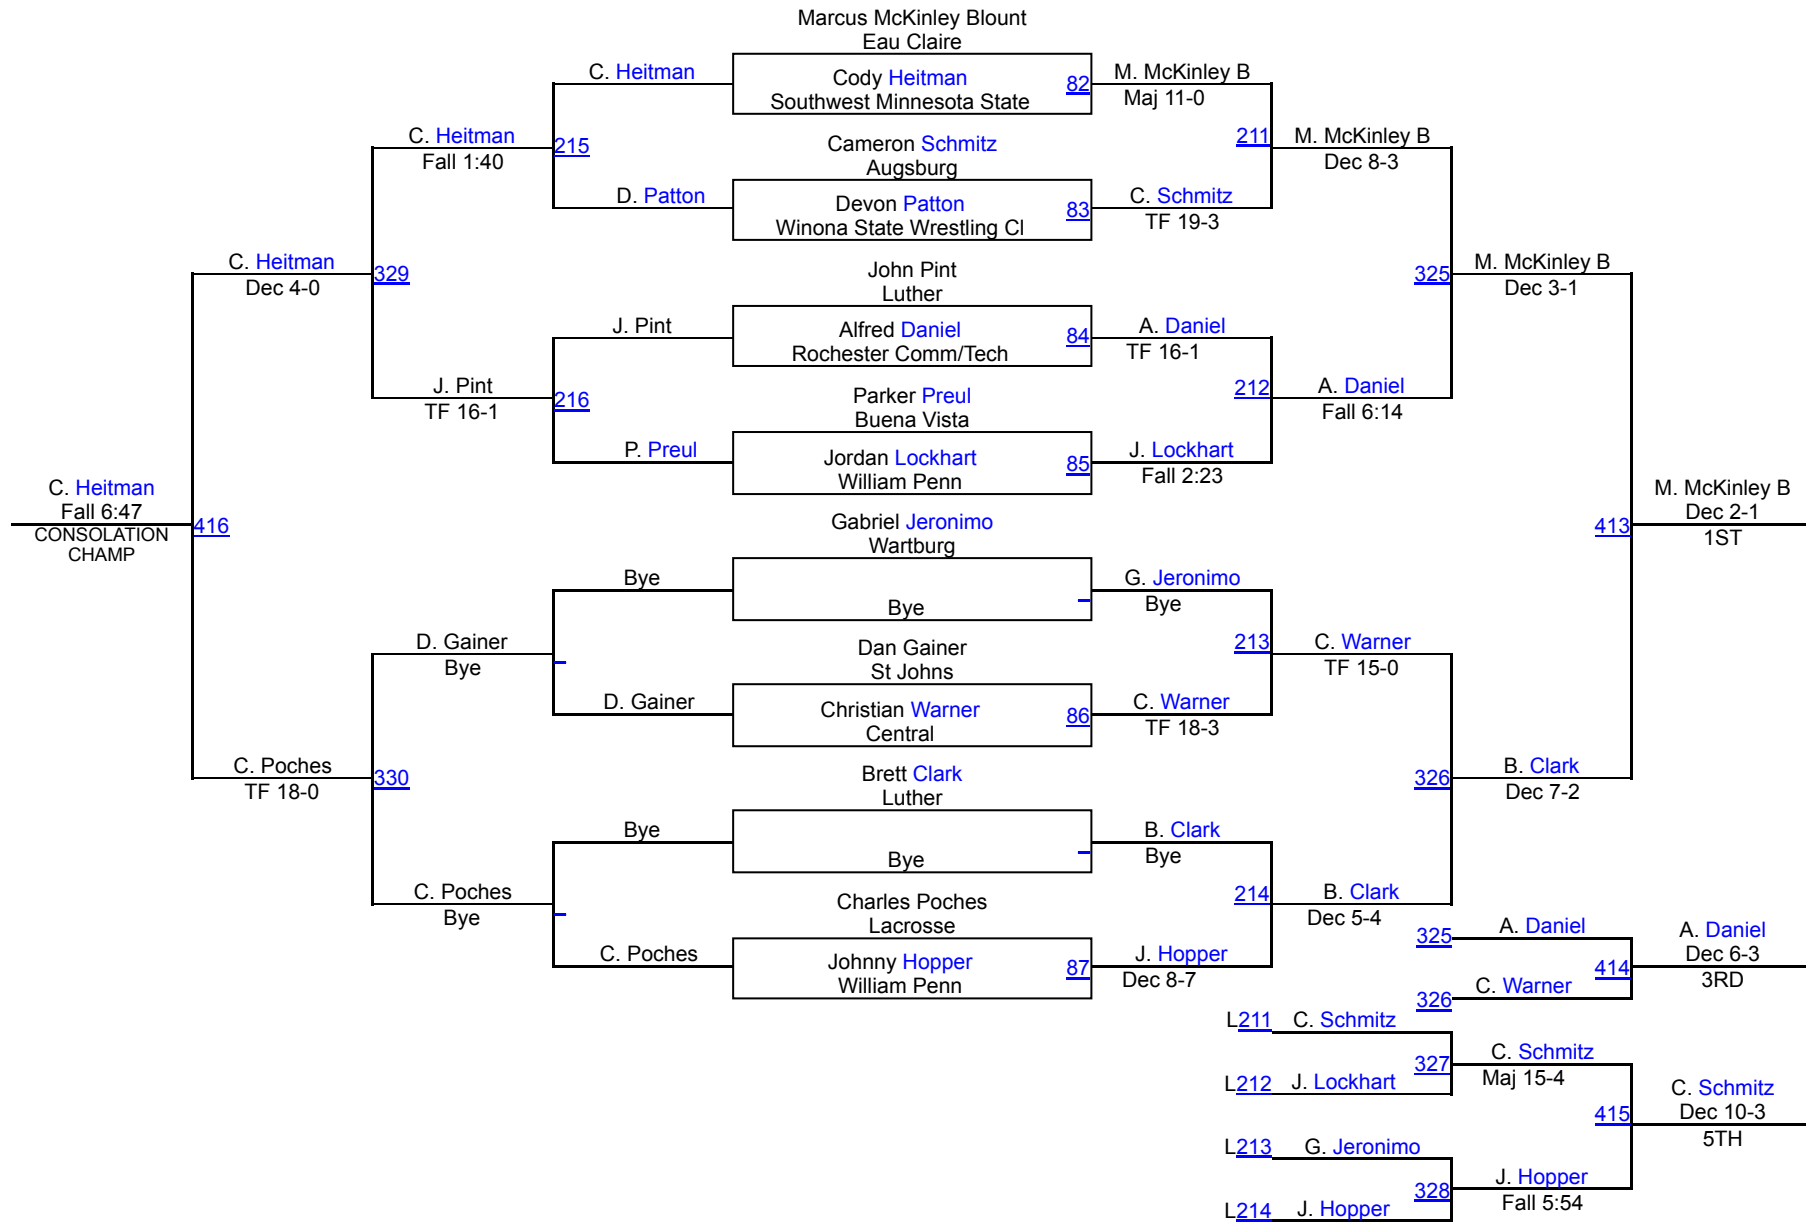 Marcus McKinley Blount
Eau Claire
C. Heitman
Cody Heitman
82
Southwest Minnesota State
M. McKinley B
Maj 11-0
C. Heitman
Fall 1:40
215
Cameron Schmitz
Augsburg
211
M. McKinley B
Dec 8-3
D. Patton
Devon Patton
83
Winona State Wrestling Cl
C. Schmitz
TF 19-3
C. Heitman
Dec 4-0
329
John Pint
Luther
325
M. McKinley B
Dec 3-1
J. Pint
Alfred Daniel
84
Rochester Comm/Tech
A. Daniel
TF 16-1
J. Pint
TF 16-1
216
Parker Preul
Buena Vista
212
A. Daniel
Fall 6:14
P. Preul
Jordan Lockhart
85
William Penn
J. Lockhart
Fall 2:23
C. Heitman
Fall 6:47
CONSOLATION
CHAMP
416
Gabriel Jeronimo
Wartburg
413
M. McKinley B
Dec 2-1
1ST
Bye
Bye
G. Jeronimo
Bye
D. Gainer
Bye
Dan Gainer
St Johns
213
C. Warner
TF 15-0
D. Gainer
Christian Warner
86
Central
C. Warner
TF 18-3
C. Poches
TF 18-0
330
Brett Clark
Luther
326
B. Clark
Dec 7-2
Bye
Bye
B. Clark
Bye
C. Poches
Bye
Charles Poches
Lacrosse
214
B. Clark
Dec 5-4
C. Poches
Johnny Hopper
87
William Penn
J. Hopper
Dec 8-7
325
A. Daniel
414
A. Daniel
Dec 6-3
3RD
326
C. Warner
L211
C. Schmitz
327
C. Schmitz
Maj 15-4
L212
J. Lockhart
415
C. Schmitz
Dec 10-3
5TH
L213
G. Jeronimo
328
J. Hopper
Fall 5:54
L214
J. Hopper